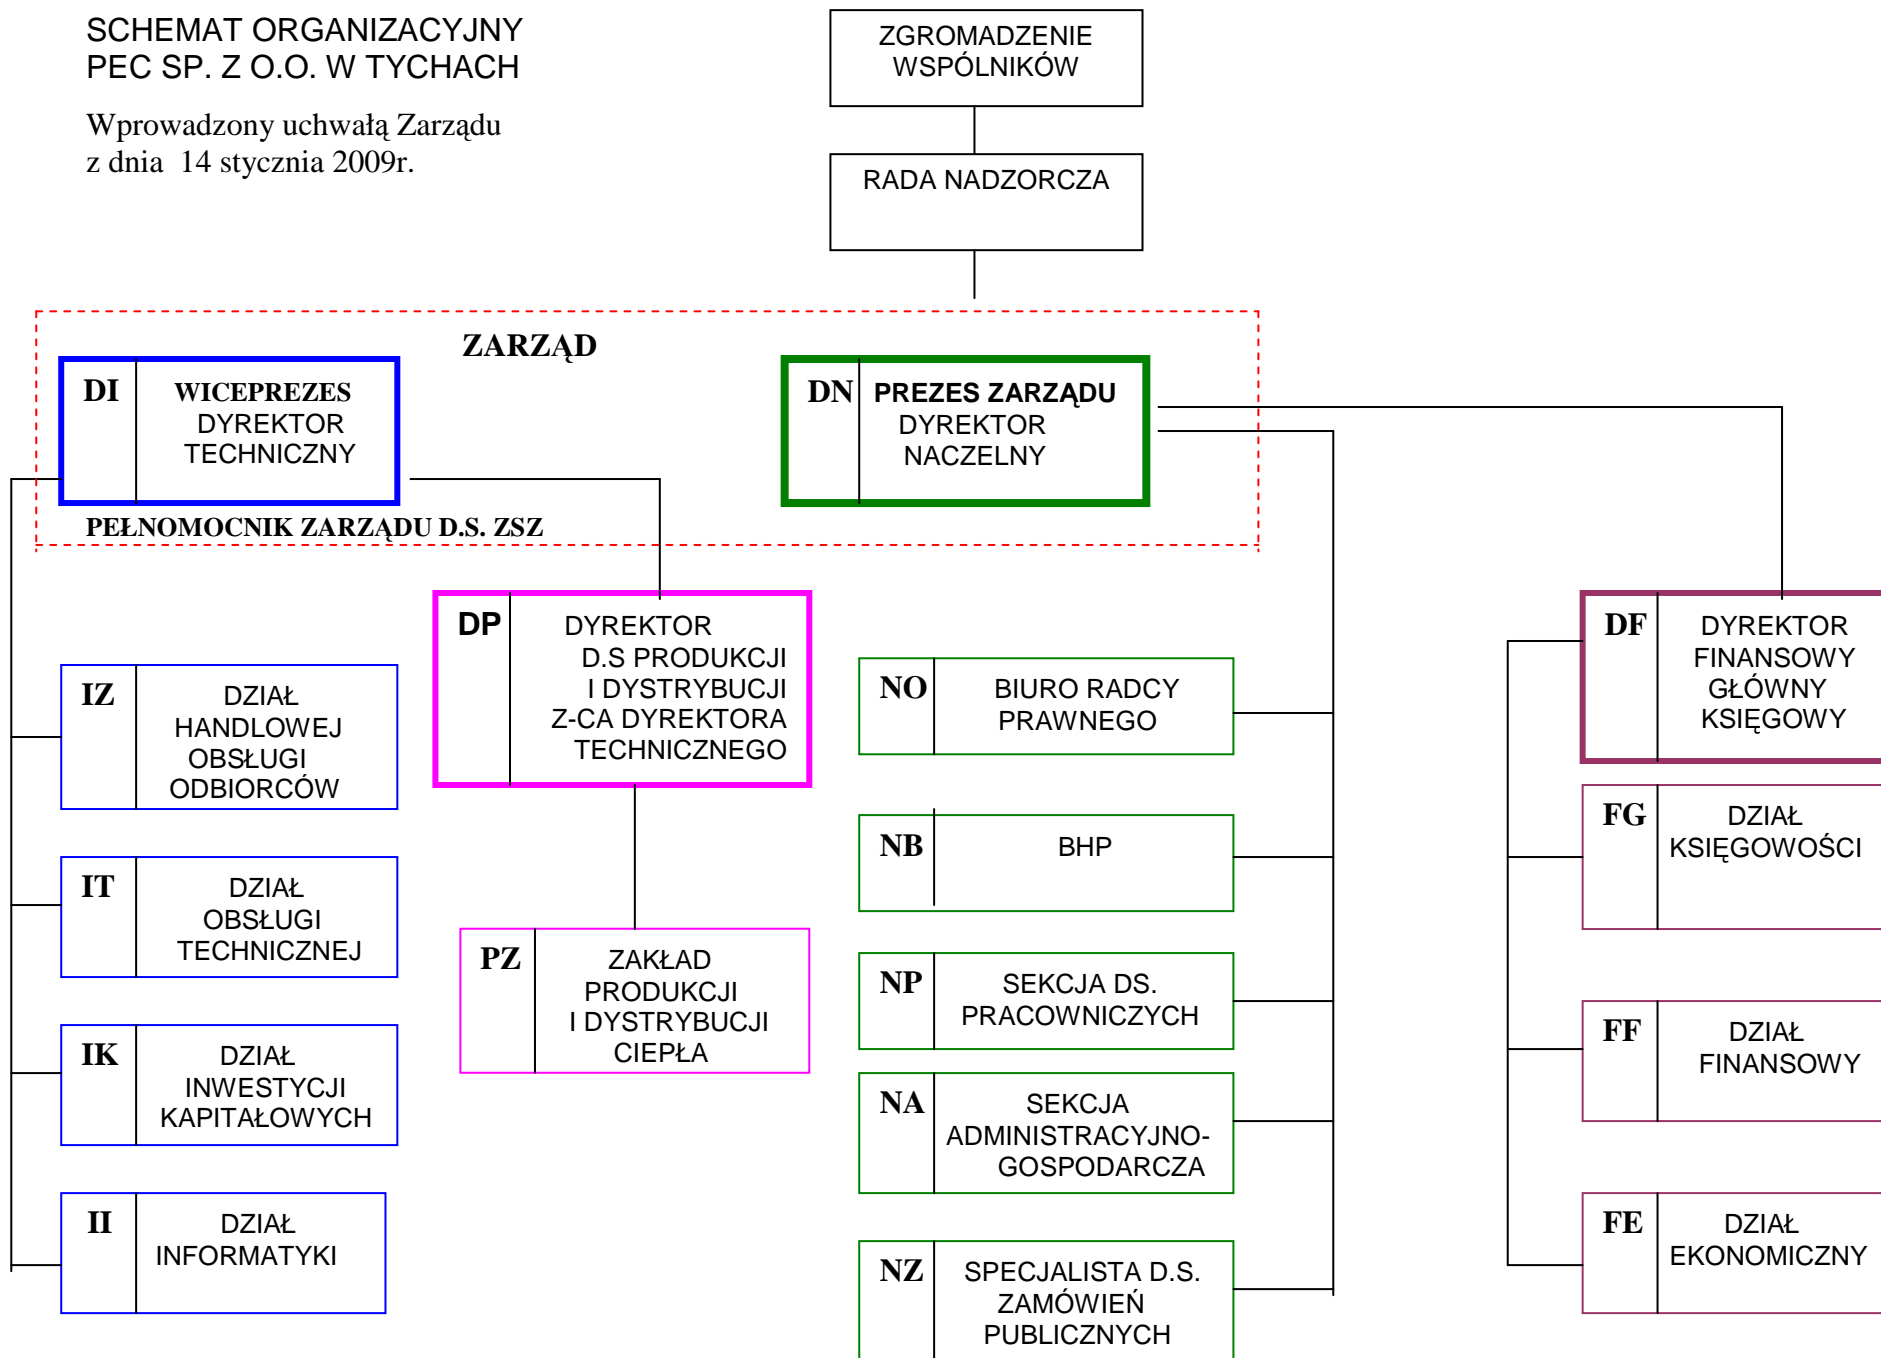 SCHEMAT ORGANIZACYJNY
PEC SP. Z O.O. W TYCHACH
Wprowadzony uchwałą Zarządu
z dnia 14 stycznia 2009r.
ZGROMADZENIE
WSPÓLNIKÓW
RADA NADZORCZA
ZARZĄD
DI
WICEPREZES
DYREKTOR
TECHNICZNY
DN
PREZES ZARZĄDU
DYREKTOR
NACZELNY
PEŁNOMOCNIK ZARZĄDU D.S. ZSZ
DP
DYREKTOR
D.S PRODUKCJI
I DYSTRYBUCJI
Z-CA DYREKTORA
TECHNICZNEGO
DF
DYREKTOR
FINANSOWY
GŁÓWNY
KSIĘGOWY
IZ
DZIAŁ
HANDLOWEJ
OBSŁUGI
ODBIORCÓW
IT
DZIAŁ
OBSŁUGI
TECHNICZNEJ
IK
DZIAŁ
INWESTYCJI
KAPITAŁOWYCH
II
DZIAŁ
INFORMATYKI
PZ
ZAKŁAD
PRODUKCJI
I DYSTRYBUCJI
CIEPŁA
NO
BIURO RADCY
PRAWNEGO
NB
BHP
NP
SEKCJA DS.
PRACOWNICZYCH
NA
SEKCJA
ADMINISTRACYJNO-
GOSPODARCZA
NZ
SPECJALISTA D.S.
ZAMÓWIEŃ
PUBLICZNYCH
FG
DZIAŁ
KSIĘGOWOŚCI
FF
DZIAŁ
FINANSOWY
FE
DZIAŁ
EKONOMICZNY